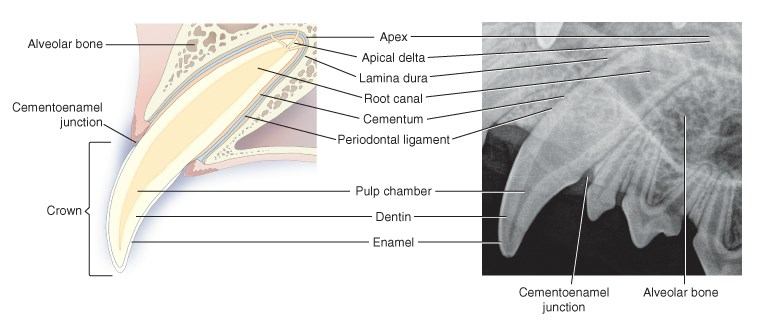 Alveolar bone
Cementoenamel
junction
Crown
Apex
Apical delta
Lamina dura
Root canal
Cementum
Periodontal ligament
Pulp chamber
Dentin
Enamel
Cementoenamel
junction
Alveolar bone